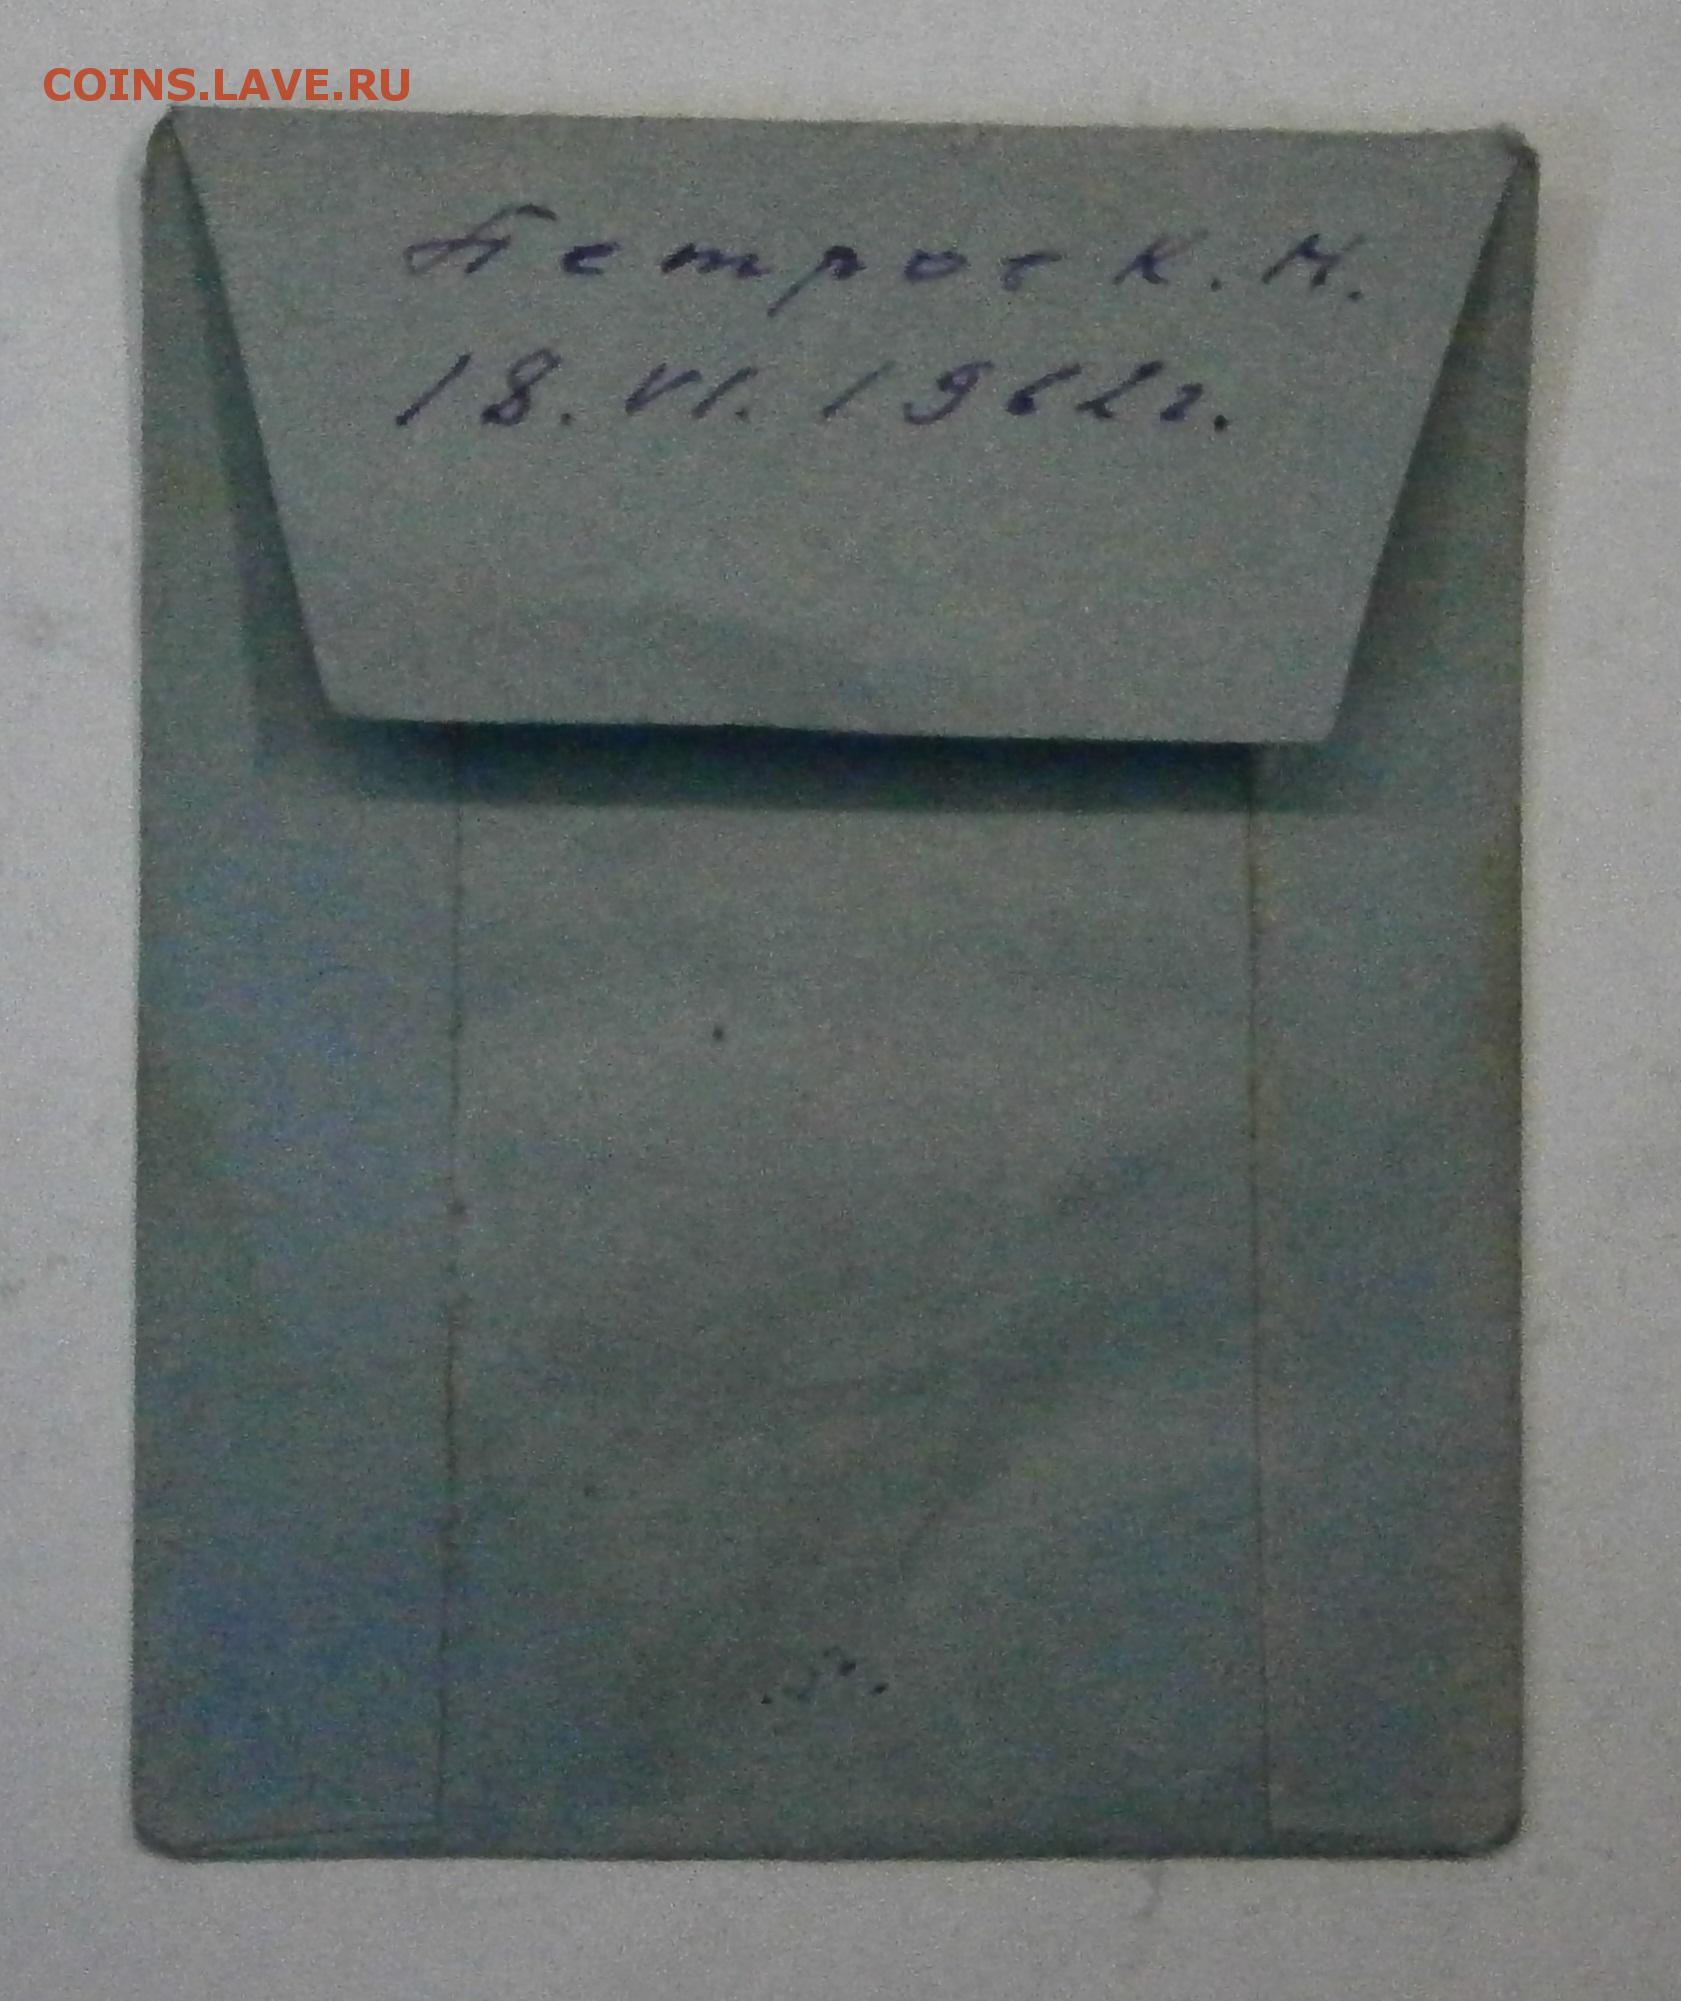 COINS.LAVE.RU
Петров К. М.
18. VI. 1962г.